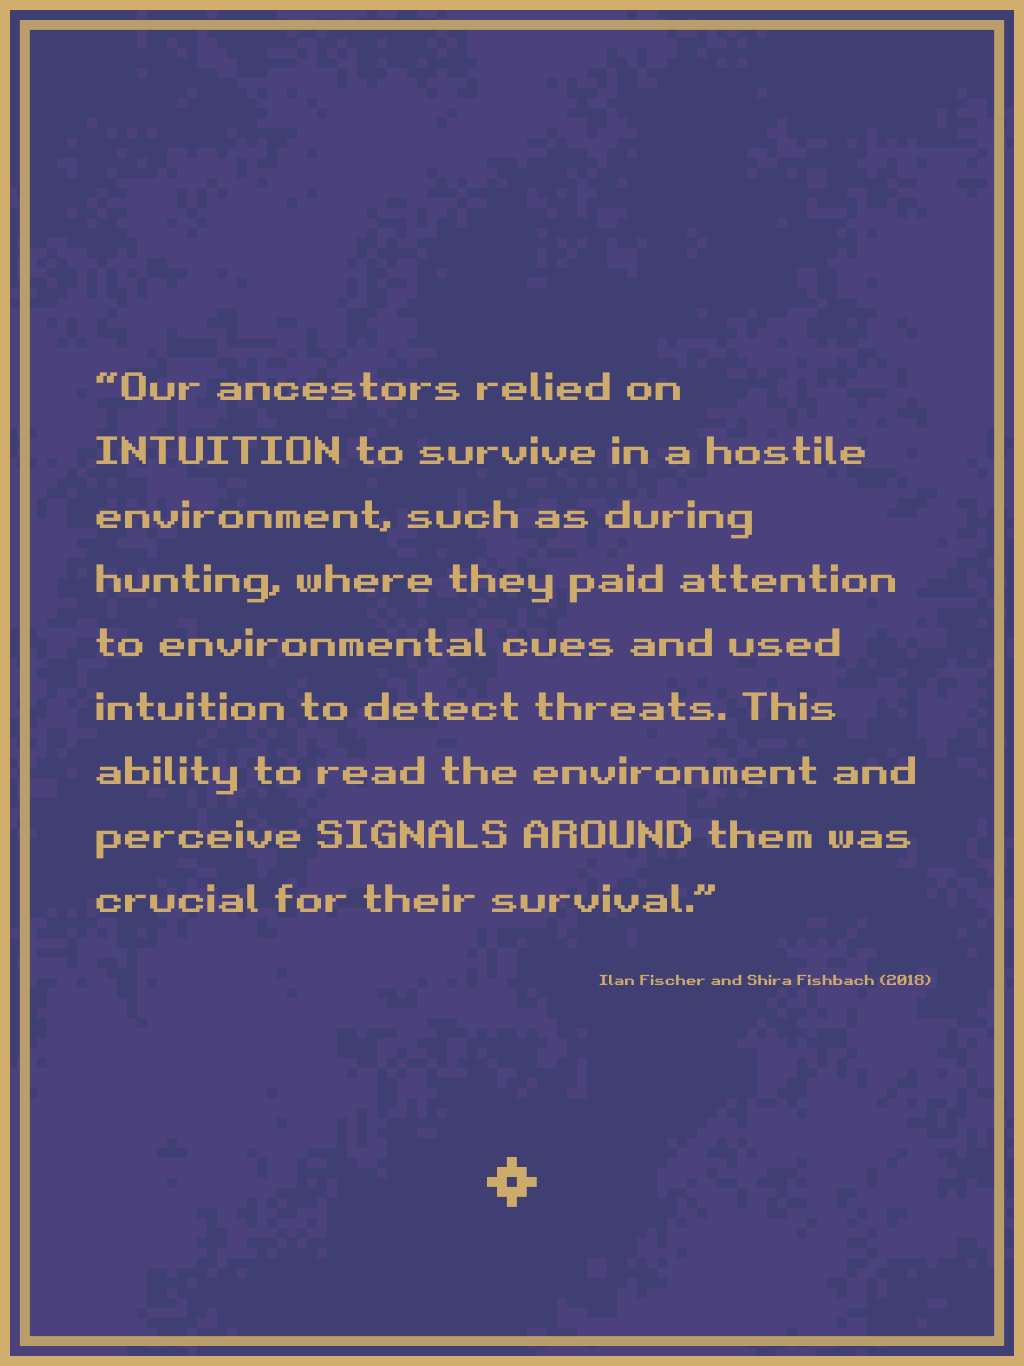 “Our ancestors relied on
INTUITION to survive in a hostile
environment, such as during
hunting, where they paid attention
to environmental cues and used
intuition to detect threats. This
ability to read the environment and
perceive SIGNALS AROUND them was
crucial for their survival.”
Ilan Fischer and Shira Fishbach (2018)